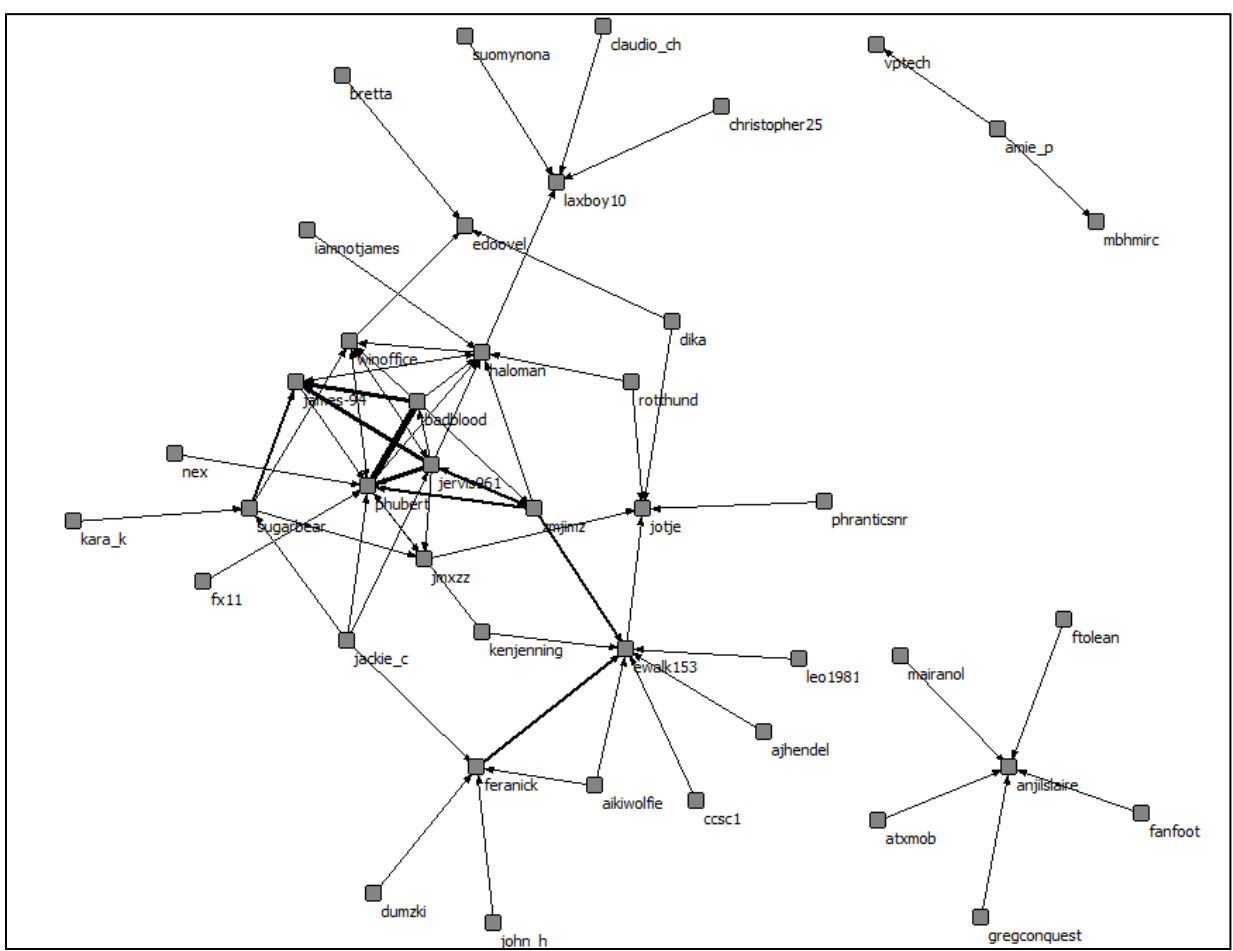 suomynona
claudio_ch
vptech
bretta
christopher25
amie_p
laxboy10
mbhmirc
edoovel
iamnotjames
dika
winoffice
haloman
james-94
rotthund
badblood
nex
jervis961
phubert
sugarbear
zmjjmz
jotje
phranticsnr
kara_k
jmxzz
fx11
ftolean
kenjenning
jackie_c
ewalk153
leo1981
mairanol
ajhendel
feranick
anjilslaire
aikiwolfie
ccsc1
fanfoot
atxmob
dumzki
john_h
gregconquest